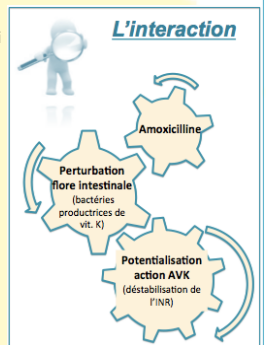 L'interaction
Amoxicilline
Perturbation
flore intestinale
(bactéries
productrices de
vit. K)
Potentialisation
action AVK
(déstabilisation de
l'INR)